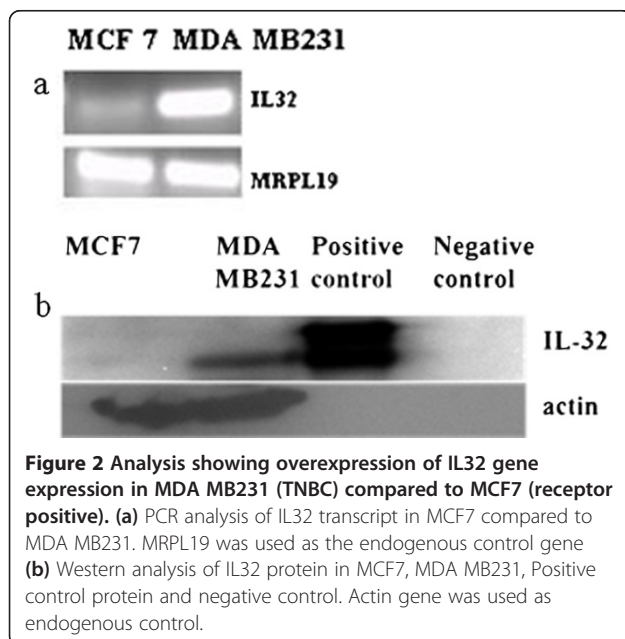 MCF 7 MDA MB231
a
IL32
MRPL19
MCF7 MDA Positive Negative
MB231 control control
b
IL-32
actin
Figure 2 Analysis showing overexpression of IL32 gene
expression in MDA MB231 (TNBC) compared to MCF7 (receptor
positive). (a) PCR analysis of IL32 transcript in MCF7 compared to
MDA MB231. MRPL19 was used as the endogenous control gene
(b) Western analysis of IL32 protein in MCF7, MDA MB231, Positive
control protein and negative control. Actin gene was used as
endogenous control.